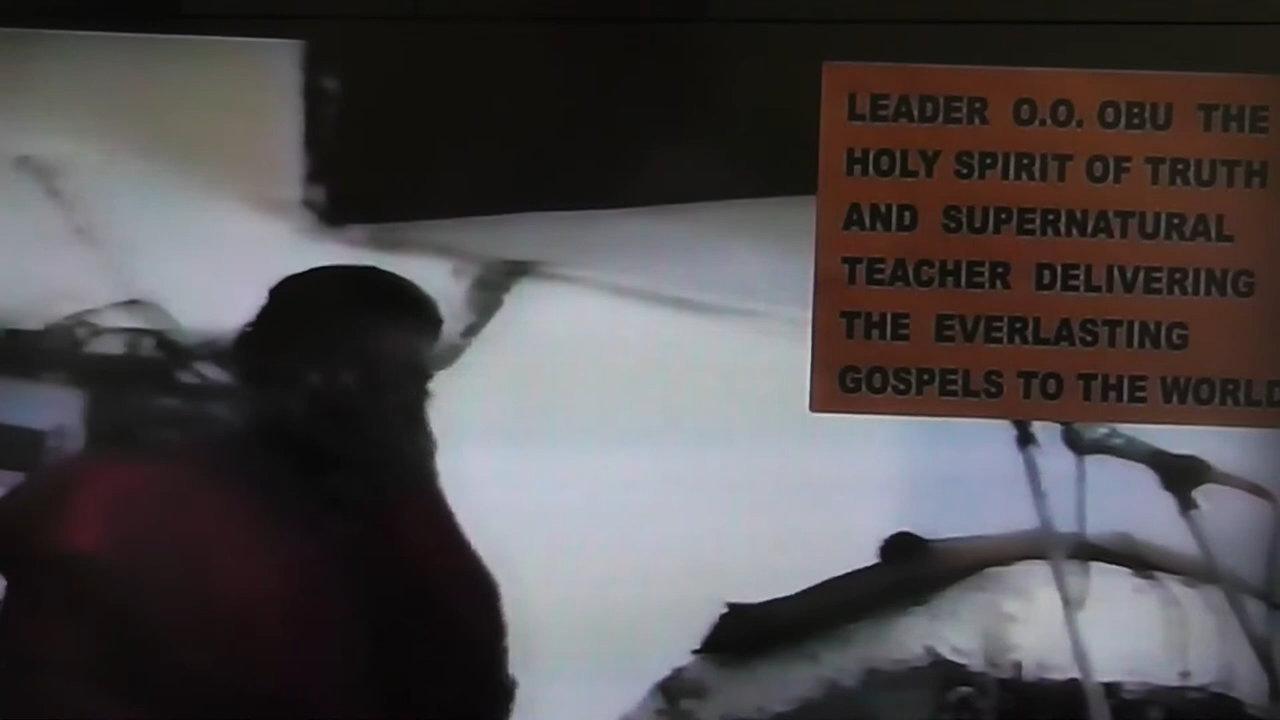 LEADER O.O. OBU THE
HOLY SPIRIT OF TRUTH
AND SUPERNATURAL
TEACHER DELIVERING
THE EVERLASTING
GOSPELS TO THE WORLD